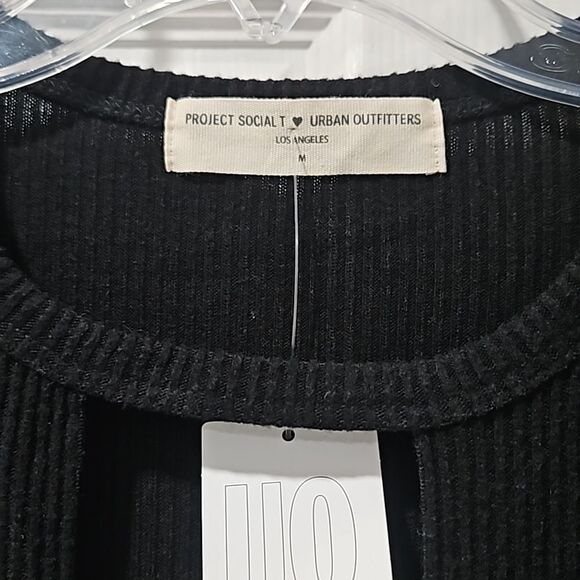 PROJECT SOCIAL T ♥ URBAN OUTFITTERS
LOS ANGELES
M
UO